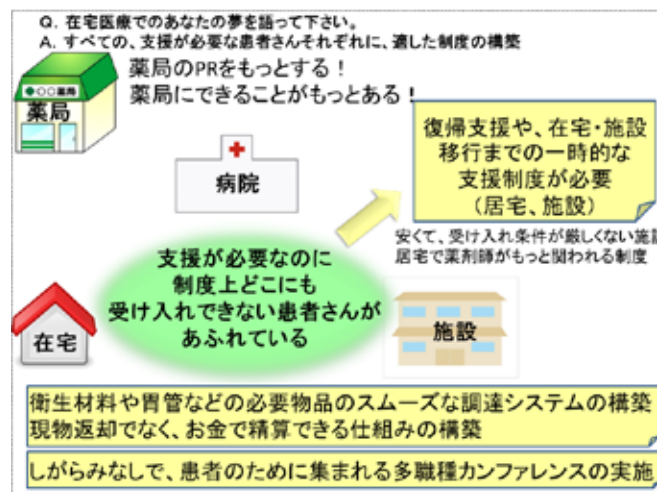 Q. 在宅医療でのあなたの夢を語って下さい。
A. すべての、支援が必要な患者さんそれぞれに、適した制度の構築
薬局のPRをもっとする！
薬局にできることがもっとある！
○○薬局
薬局
病院
復帰支援や、在宅・施設
移行までの一時的な
支援制度が必要
（居宅、施設）
安くて、受け入れ条件が厳しくない施設
居宅で薬剤師がもっと関われる制度
支援が必要なのに
制度上どこにも
受け入れできない患者さんが
あふれている
在宅
施設
衛生材料や胃管などの必要物品のスムーズな調達システムの構築
現物返却でなく、お金で精算できる仕組みの構築
しがらみなしで、患者のために集まれる多職種カンファレンスの実施